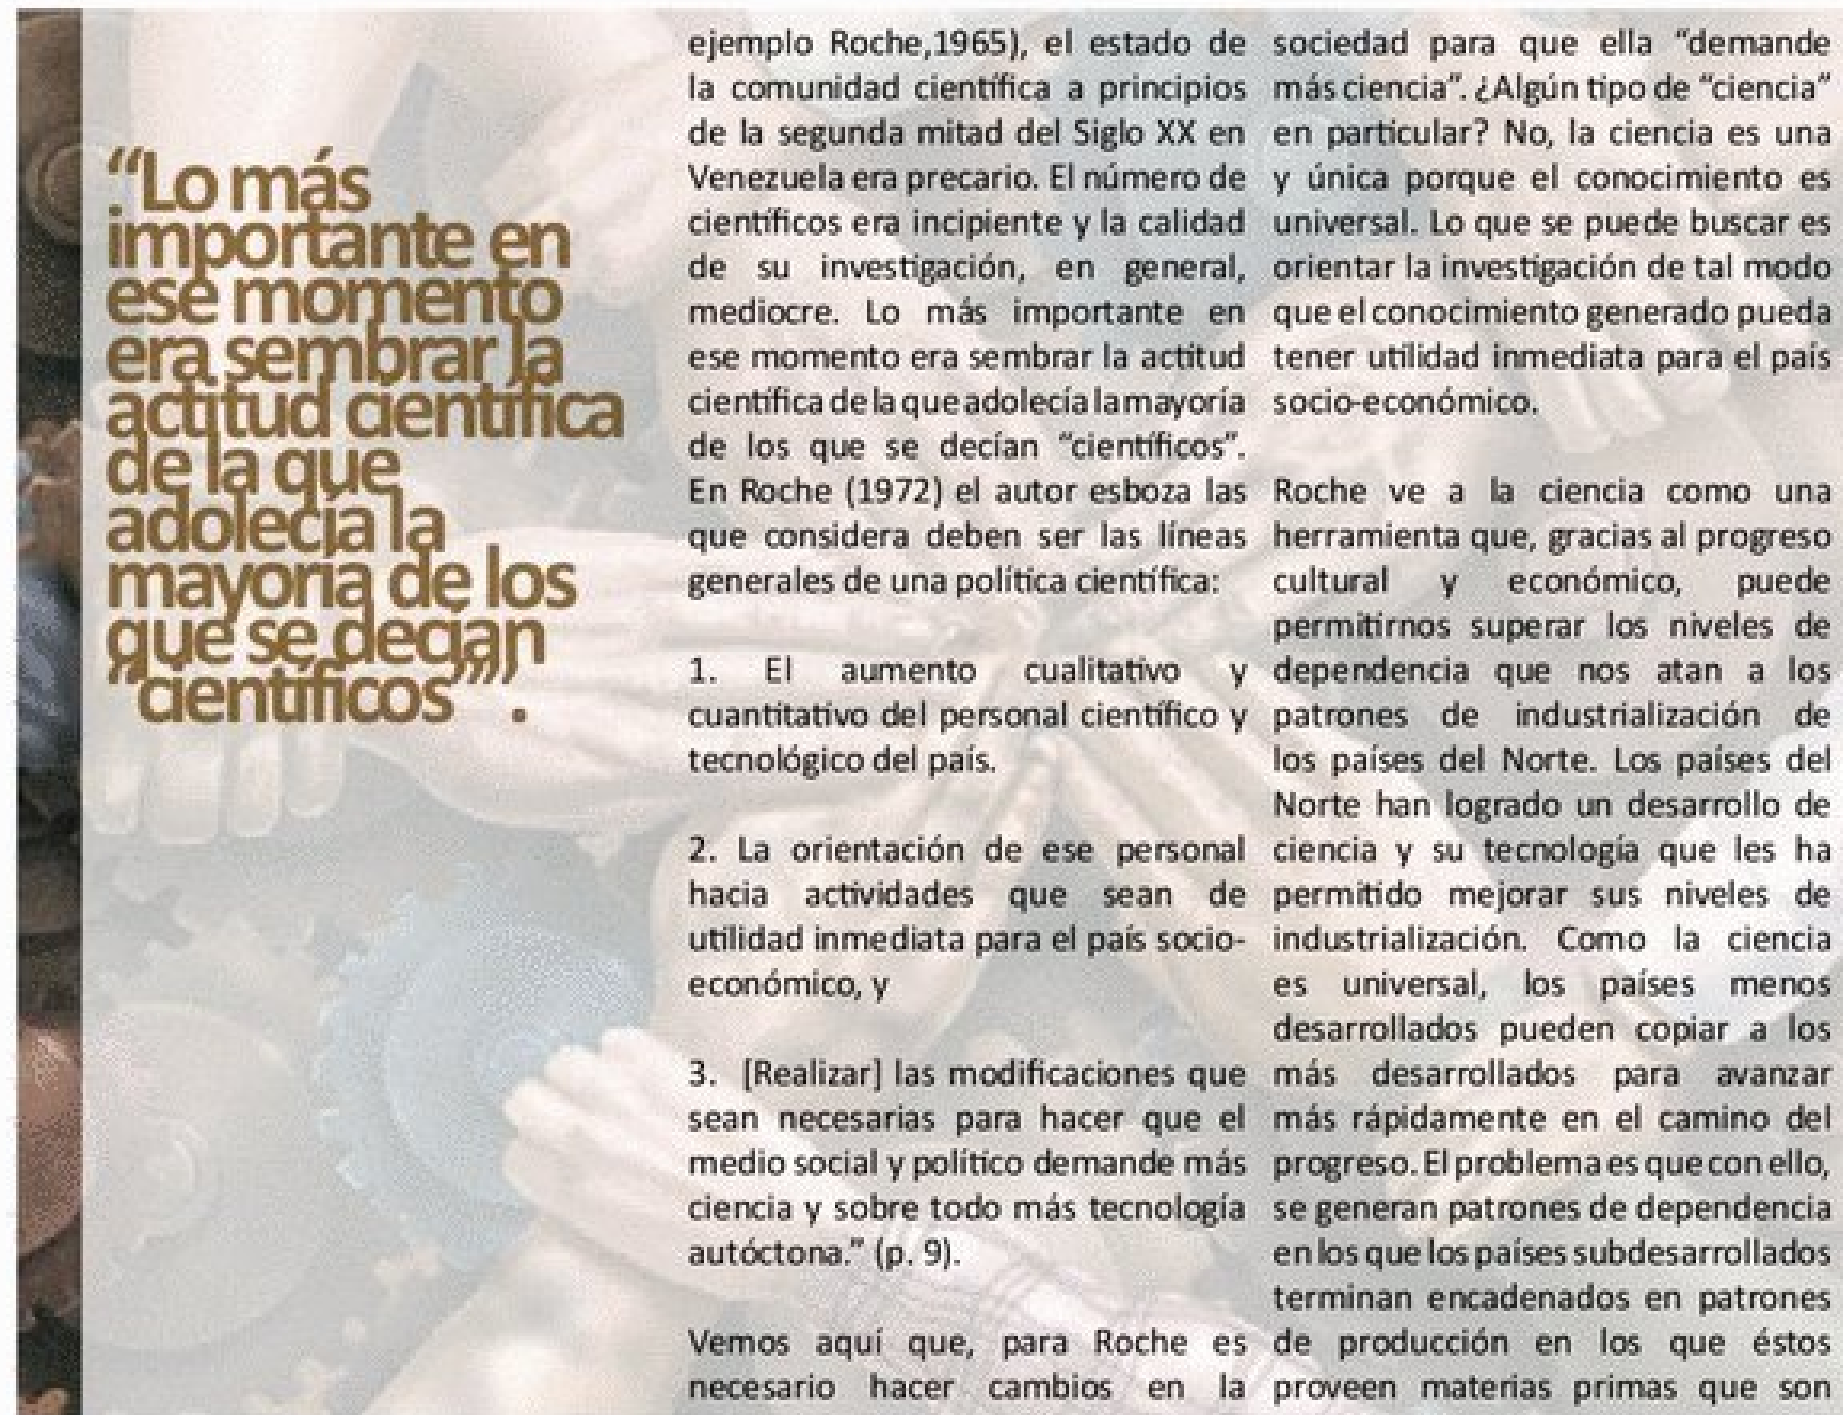 “Lo más
importante en
ese momento
era sembrar la
actitud científica
de la que
adolecía la
mayoría de los
que se decían
“científicos”” .
ejemplo Roche,1965), el estado de
la comunidad científica a principios
de la segunda mitad del Siglo XX en
Venezuela era precario. El número de
científicos era incipiente y la calidad
de su investigación, en general,
mediocre. Lo más importante en
ese momento era sembrar la actitud
científica de la que adolecía la mayoría
de los que se decían “científicos”.
En Roche (1972) el autor esboza las
que considera deben ser las líneas
generales de una política científica:
1. El aumento cualitativo y
cuantitativo del personal científico y
tecnológico del país.
2. La orientación de ese personal
hacia actividades que sean de
utilidad inmediata para el país socio-
económico, y
3. [Realizar] las modificaciones que
sean necesarias para hacer que el
medio social y político demande más
ciencia y sobre todo más tecnología
autóctona.” (p. 9).
Vemos aquí que, para Roche es
necesario hacer cambios en la
sociedad para que ella “demande
más ciencia”. ¿Algún tipo de “ciencia”
en particular? No, la ciencia es una
y única porque el conocimiento es
universal. Lo que se puede buscar es
orientar la investigación de tal modo
que el conocimiento generado pueda
tener utilidad inmediata para el país
socio-económico.
Roche ve a la ciencia como una
herramienta que, gracias al progreso
cultural y económico, puede
permitirnos superar los niveles de
dependencia que nos atan a los
patrones de industrialización de
los países del Norte. Los países del
Norte han logrado un desarrollo de
ciencia y su tecnología que les ha
permitido mejorar sus niveles de
industrialización. Como la ciencia
es universal, los países menos
desarrollados pueden copiar a los
más desarrollados para avanzar
más rápidamente en el camino del
progreso. El problema es que con ello,
se generan patrones de dependencia
en los que los países subdesarrollados
terminan encadenados en patrones
de producción en los que éstos
proveen materias primas que son